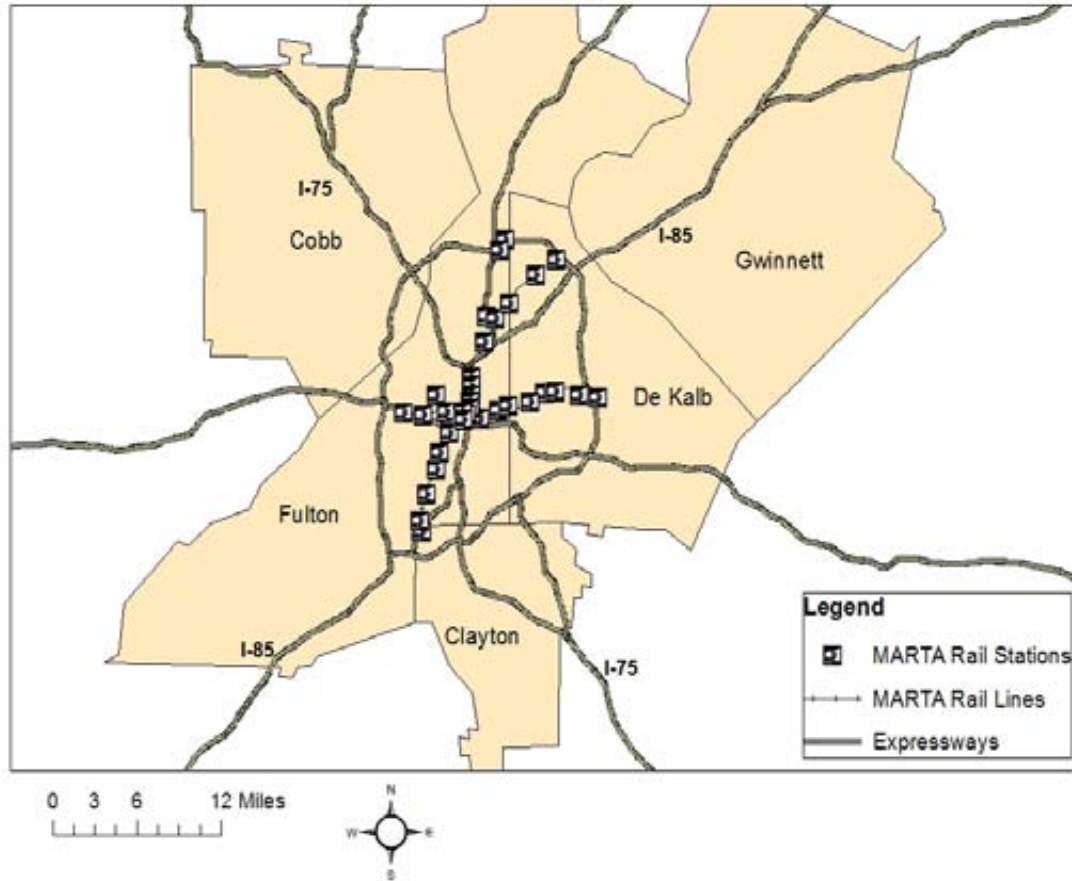 I-75
Cobb
I-85
Gwinnett
De Kalb
Fulton
Clayton
I-85
I-75
Legend
MARTA Rail Stations
MARTA Rail Lines
Expressways
0 3 6 12 Miles
N
W E
S